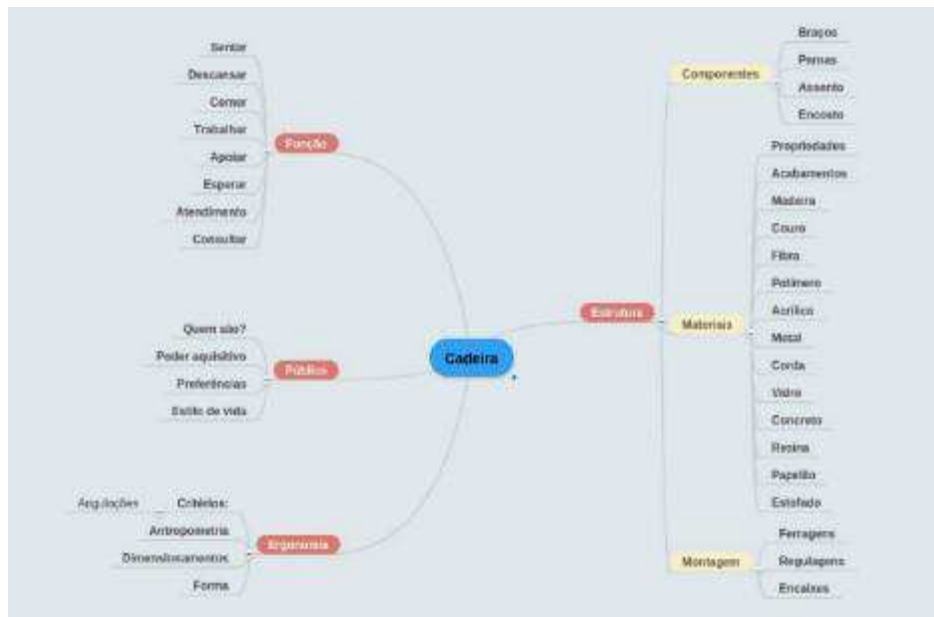 Cadeira
Função
Sentar
Descansar
Comer
Trabalhar
Apoiar
Esperar
Atendimento
Consultar
Público
Quem são?
Poder aquisitivo
Preferências
Estilo de vida
Ergonomia
Critérios:
Angulações
Antropometria
Dimensionamentos
Forma
Estrutura
Componentes
Braços
Pernas
Assento
Encosto
Materiais
Propriedades
Acabamentos
Madeira
Couro
Fibra
Polímero
Acrílico
Metal
Corda
Vidro
Concreto
Resina
Papelão
Estofado
Montagem
Ferragens
Regulagens
Encaixes